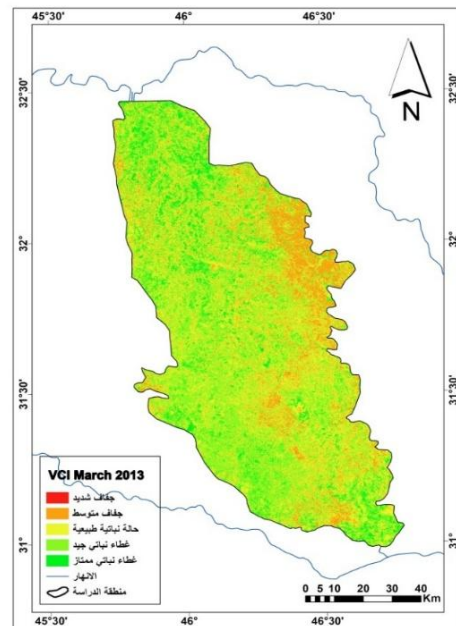 45°30' 46° 46°30'
N
32°30' 32°30'
32° 32°
31°30' 31°30'
31° 31°
VCI March 2013
جفاف شديد
جفاف متوسط
حالة نباتية طبيعية
غطاء نباتي جيد
غطاء نباتي ممتاز
الانهار
منطقة الدراسة
0 5 10 20 30 40
Km
45°30' 46° 46°30'